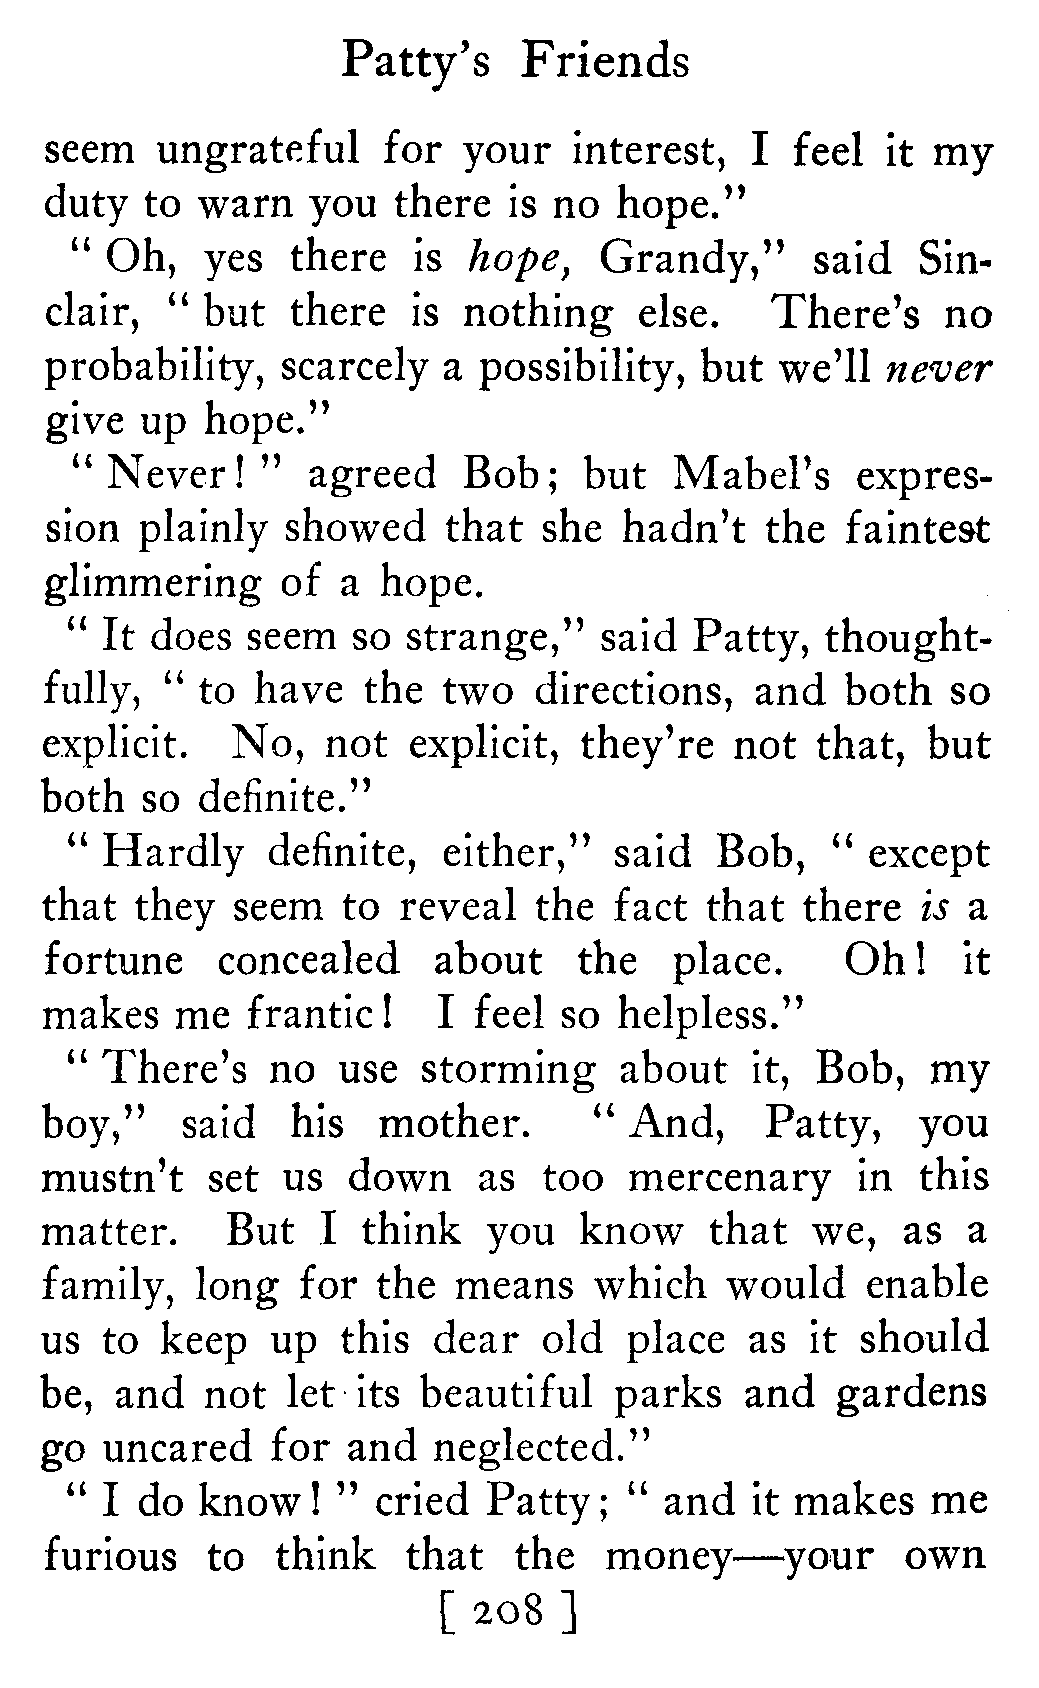 Patty's Friends
seem ungrateful for your interest, I feel it my
duty to warn you there is no hope."
" Oh, yes there is hope, Grandy," said Sin-
clair, " but there is nothing else. There's no
probability, scarcely a possibility, but we'll never
give up hope."
" Never! " agreed Bob; but Mabel's expres-
sion plainly showed that she hadn't the faintest
glimmering of a hope.
" It does seem so strange," said Patty, thought-
fully, " to have the two directions, and both so
explicit. No, not explicit, they're not that, but
both so definite."
" Hardly definite, either," said Bob, " except
that they seem to reveal the fact that there is a
fortune concealed about the place. Oh! it
makes me frantic! I feel so helpless."
" There's no use storming about it, Bob, my
boy," said his mother. " And, Patty, you
mustn't set us down as too mercenary in this
matter. But I think you know that we, as a
family, long for the means which would enable
us to keep up this dear old place as it should
be, and not let its beautiful parks and gardens
go uncared for and neglected."
" I do know! " cried Patty; " and it makes me
furious to think that the money—your own
[ 208 ]